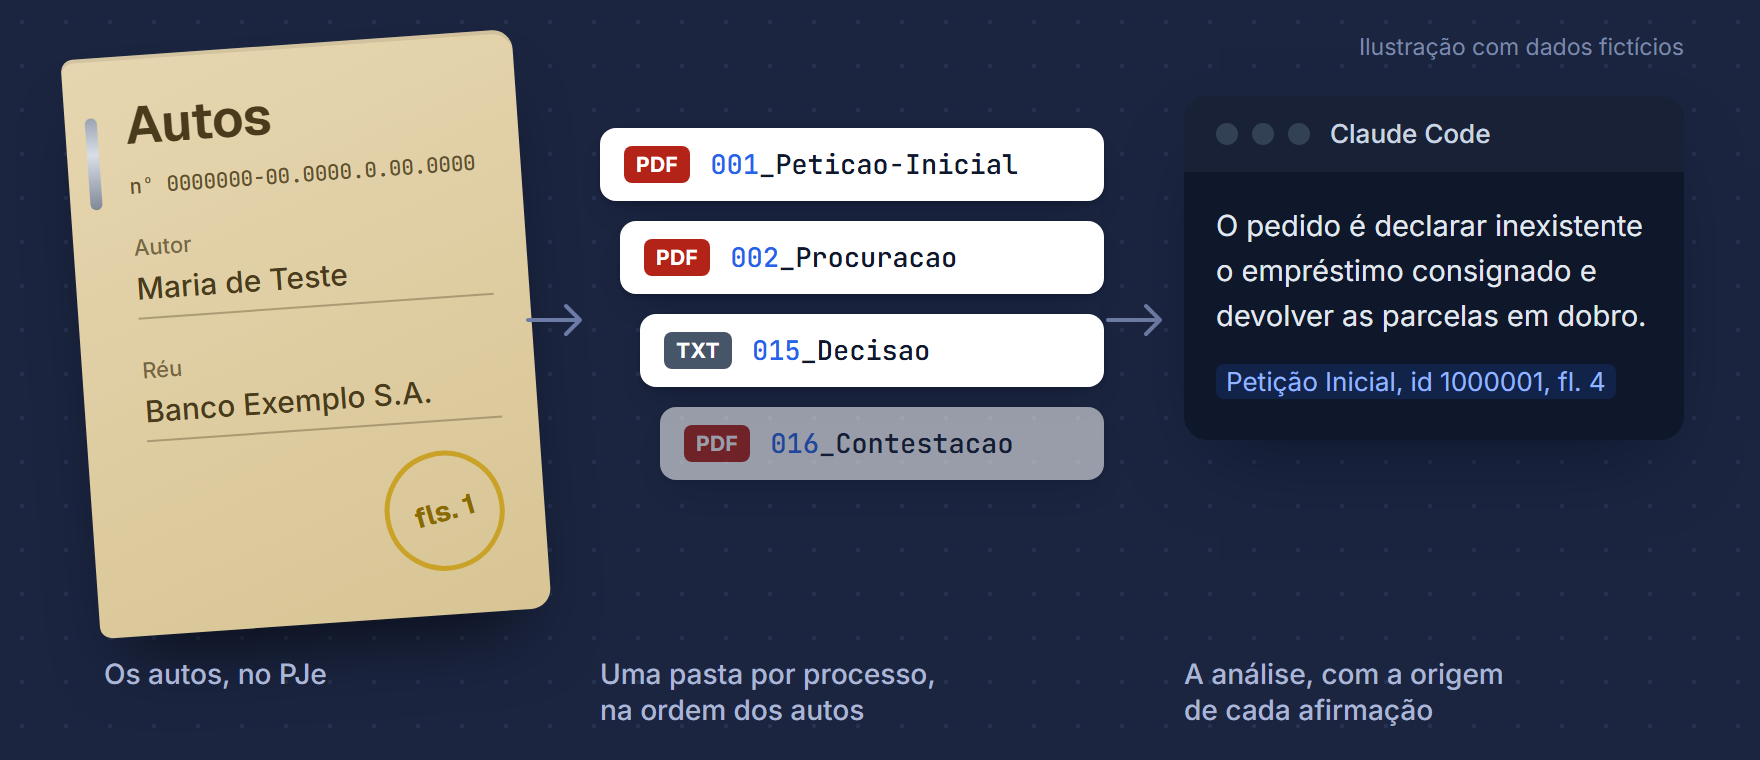 Ilustração com dados fictícios
Autos
nº 0000000-00.0000.0.00.0000
Autor
Maria de Teste
Réu
Banco Exemplo S.A.
fls. 1
Os autos, no PJe
PDF 001_Peticao-Inicial
PDF 002_Procuracao
TXT 015_Decisao
PDF 016_Contestacao
Uma pasta por processo,
na ordem dos autos
Claude Code
O pedido é declarar inexistente
o empréstimo consignado e
devolver as parcelas em dobro.
Petição Inicial, id 1000001, fl. 4
A análise, com a origem
de cada afirmação